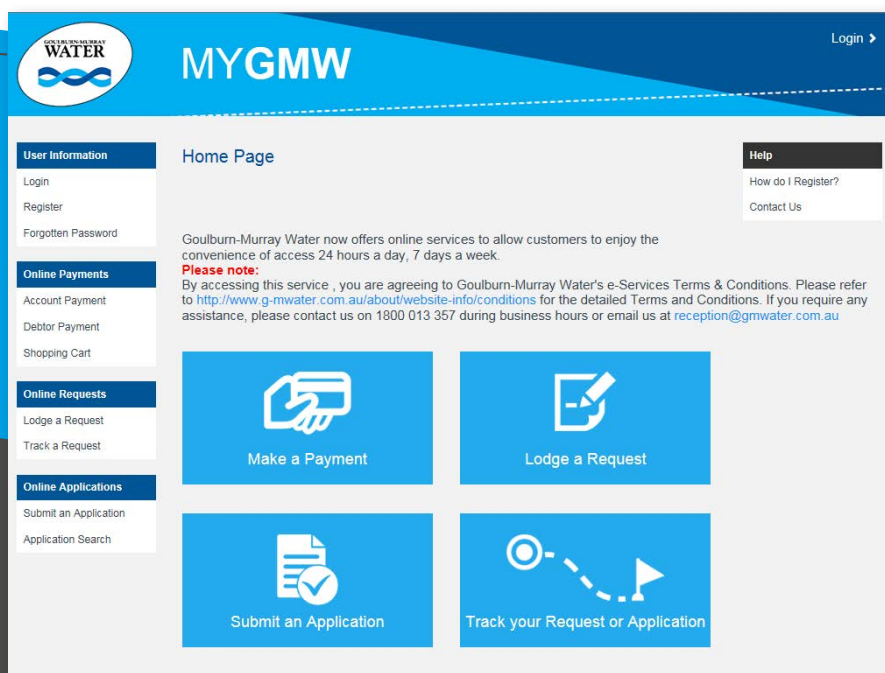 GOULBURN-MURRAY
WATER
MYGMW
Login >
User Information
Login
Register
Forgotten Password
Online Payments
Account Payment
Debtor Payment
Shopping Cart
Online Requests
Lodge a Request
Track a Request
Online Applications
Submit an Application
Application Search
Home Page
Goulburn-Murray Water now offers online services to allow customers to enjoy the
convenience of access 24 hours a day, 7 days a week.
Please note:
By accessing this service , you are agreeing to Goulburn-Murray Water's e-Services Terms & Conditions. Please refer
to http://www.g-mwater.com.au/about/website-info/conditions for the detailed Terms and Conditions. If you require any
assistance, please contact us on 1800 013 357 during business hours or email us at reception@gmwater.com.au
Make a Payment
Lodge a Request
Submit an Application
Track your Request or Application
Help
How do I Register?
Contact Us